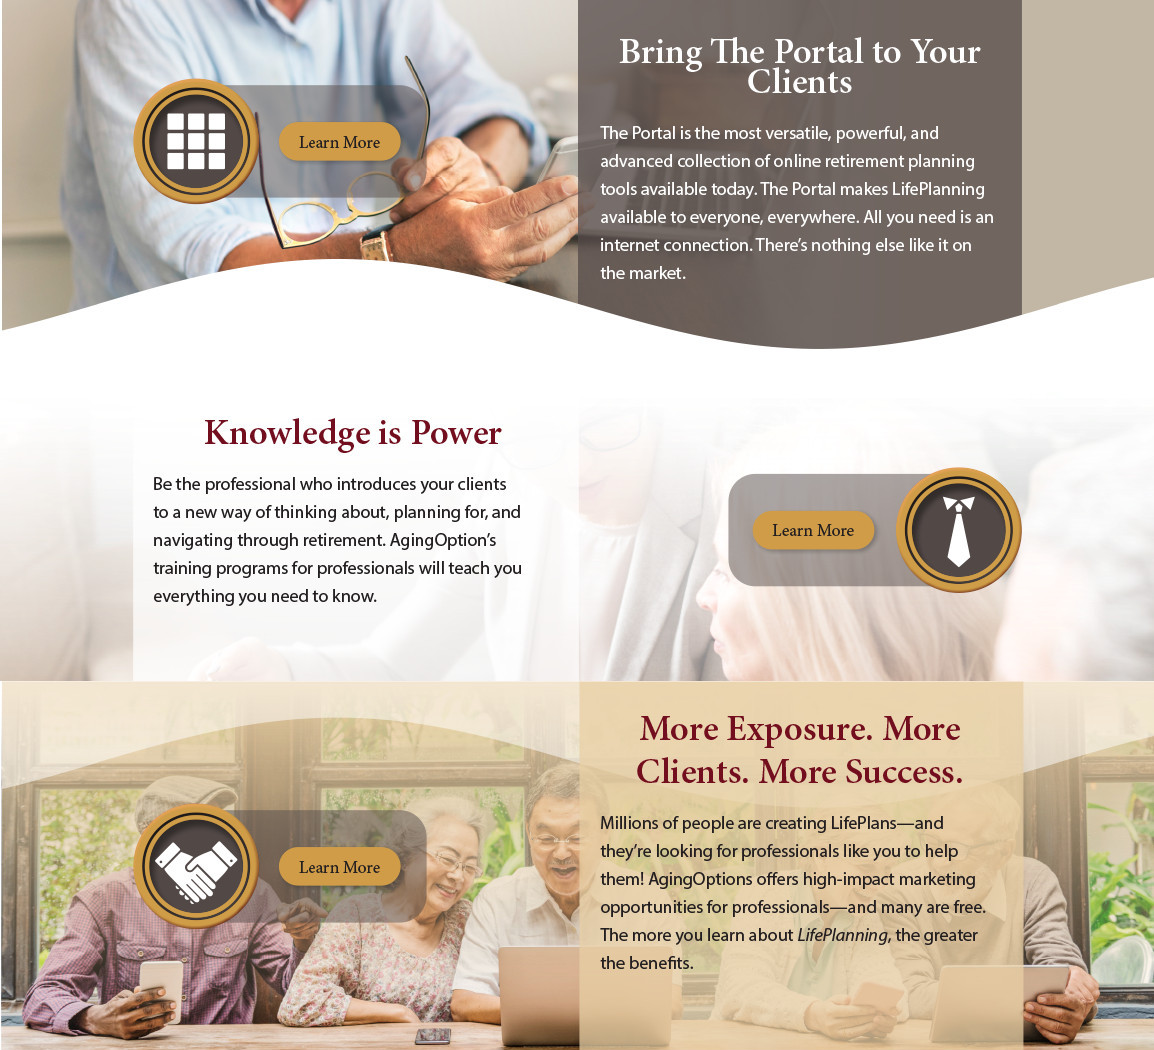 Bring The Portal to Your
Clients
Learn More
The Portal is the most versatile, powerful, and
advanced collection of online retirement planning
tools available today. The Portal makes LifePlanning
available to everyone, everywhere. All you need is an
internet connection. There’s nothing else like it on
the market.
Knowledge is Power
Be the professional who introduces your clients
to a new way of thinking about, planning for, and
navigating through retirement. AgingOption’s
training programs for professionals will teach you
everything you need to know.
Learn More
More Exposure. More
Clients. More Success.
Learn More
Millions of people are creating LifePlans—and
they’re looking for professionals like you to help
them! AgingOptions offers high-impact marketing
opportunities for professionals—and many are free.
The more you learn about LifePlanning, the greater
the benefits.